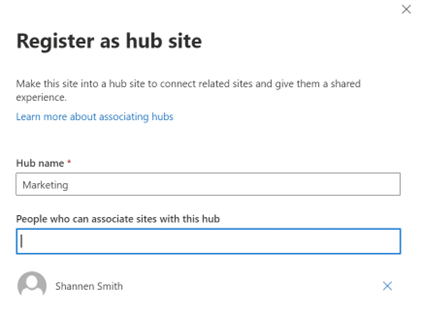 Register as hub site
Make this site into a hub site to connect related sites and give them a shared
experience.
Learn more about associating hubs
Hub name *
Marketing
People who can associate sites with this hub
Shannen Smith